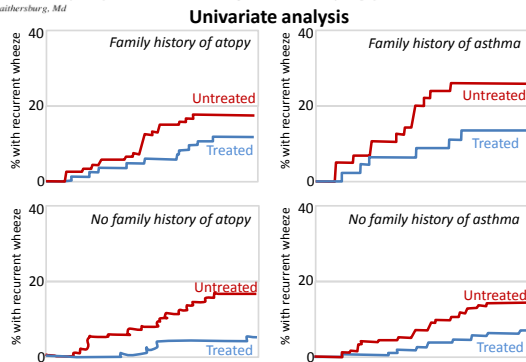 aithersburg, Md
Univariate analysis
40
Family history of atopy
Untreated
20
Treated
0
% with recurrent wheeze
40
Family history of asthma
Untreated
20
Treated
0
% with recurrent wheeze
40
No family history of atopy
Untreated
20
Treated
0
% with recurrent wheeze
40
No family history of asthma
Untreated
20
Treated
0
% with recurrent wheeze